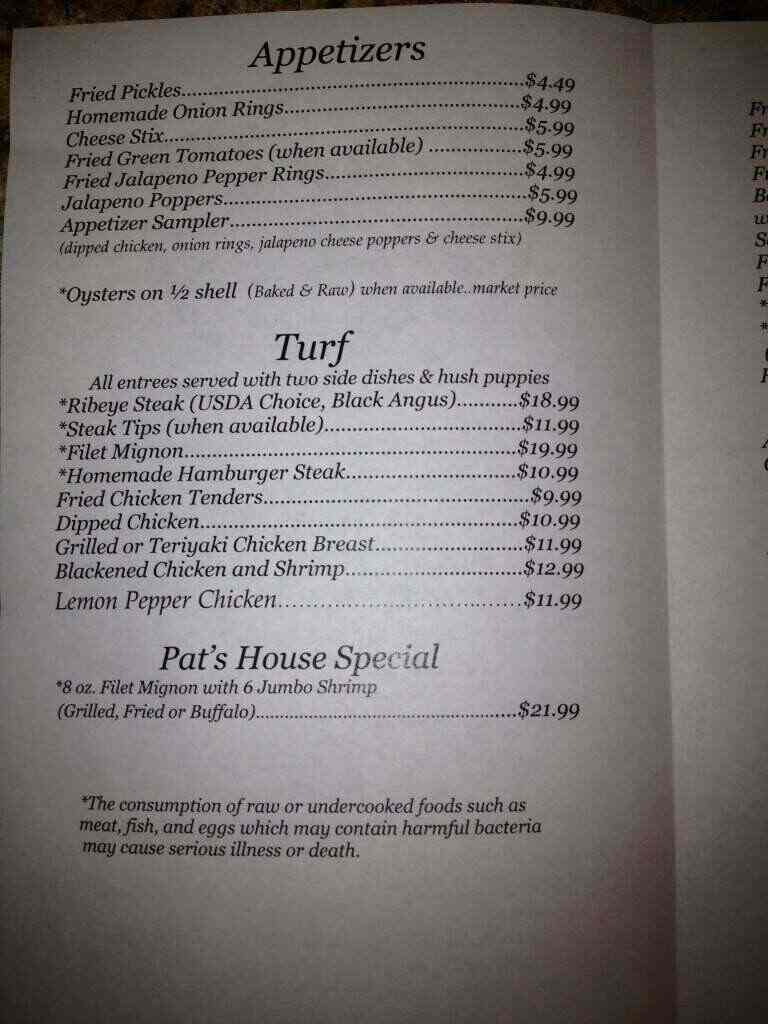 Appetizers
Fried Pickles..........................................................$4.49
Homemade Onion Rings..........................................$4.99
Cheese Stix................................................................$5.99
Fried Green Tomatoes (when available) .................$5.99
Fried Jalapeno Pepper Rings...................................$4.99
Jalapeno Poppers.....................................................$5.99
Appetizer Sampler....................................................$9.99
(dipped chicken, onion rings, jalapeno cheese poppers & cheese stix)
*Oysters on ½ shell (Baked & Raw) when available..market price
Turf
All entrees served with two side dishes & hush puppies
*Ribeye Steak (USDA Choice, Black Angus)...........$18.99
*Steak Tips (when available)...................................$11.99
*Filet Mignon...........................................................$19.99
*Homemade Hamburger Steak...............................$10.99
Fried Chicken Tenders...............................................$9.99
Dipped Chicken.........................................................$10.99
Grilled or Teriyaki Chicken Breast..........................$11.99
Blackened Chicken and Shrimp...............................$12.99
Lemon Pepper Chicken...........................................$11.99
Pat's House Special
*8 oz. Filet Mignon with 6 Jumbo Shrimp
(Grilled, Fried or Buffalo)...............................................$21.99
*The consumption of raw or undercooked foods such as
meat, fish, and eggs which may contain harmful bacteria
may cause serious illness or death.